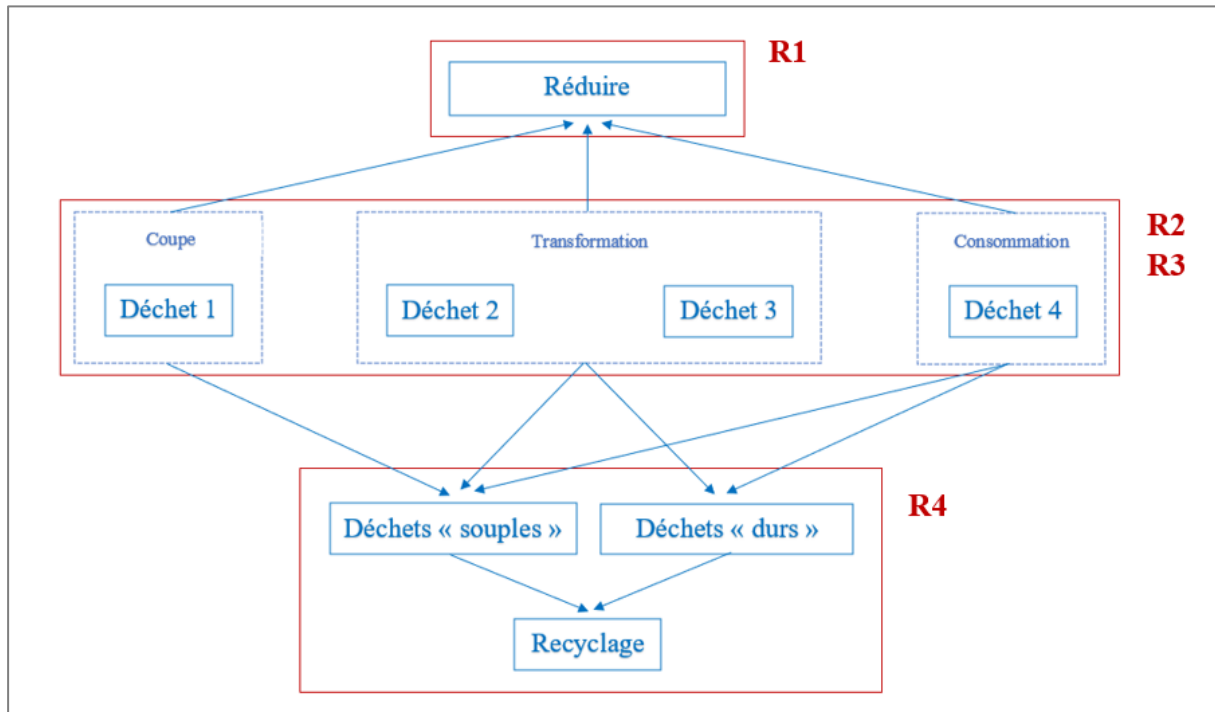 R1
Réduire
R2
R3
Coupe
Transformation
Consommation
Déchet 1
Déchet 2
Déchet 3
Déchet 4
R4
Déchets « souples »
Déchets « durs »
Recyclage